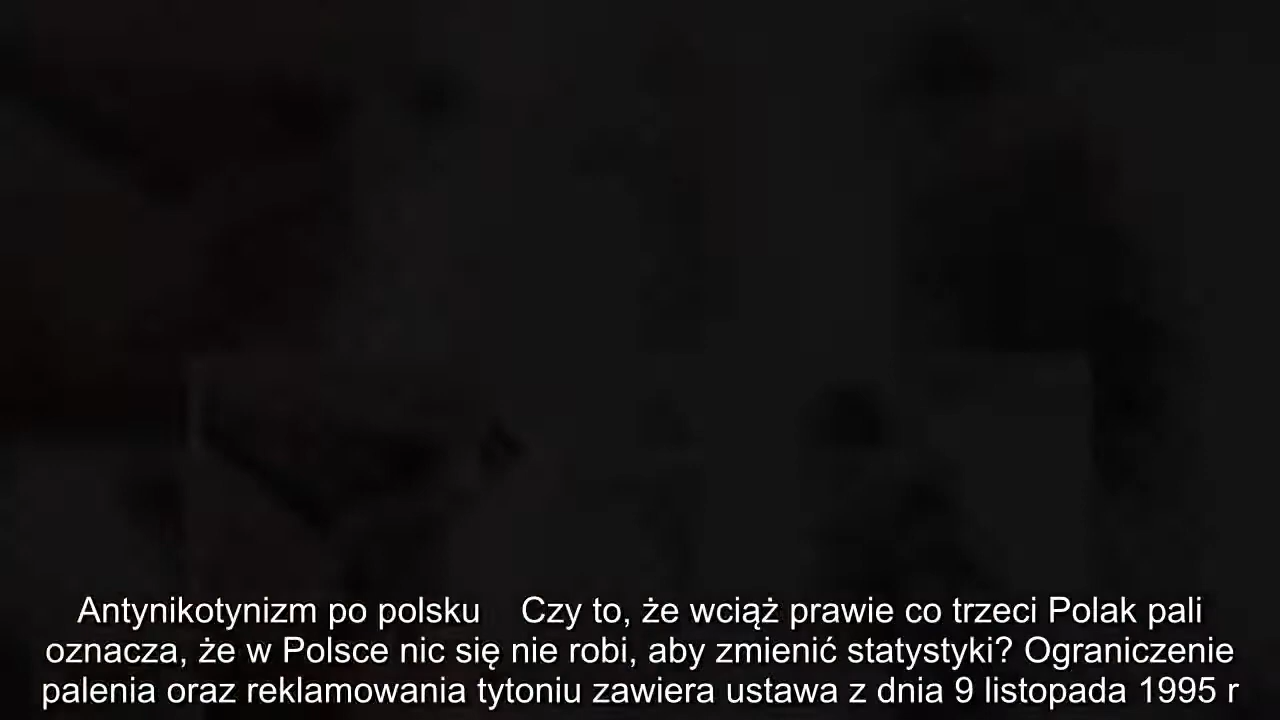 Antynikotynizm po polsku    Czy to, że wciąż prawie co trzeci Polak pali
oznacza, że w Polsce nic się nie robi, aby zmienić statystyki? Ograniczenie
palenia oraz reklamowania tytoniu zawiera ustawa z dnia 9 listopada 1995 r